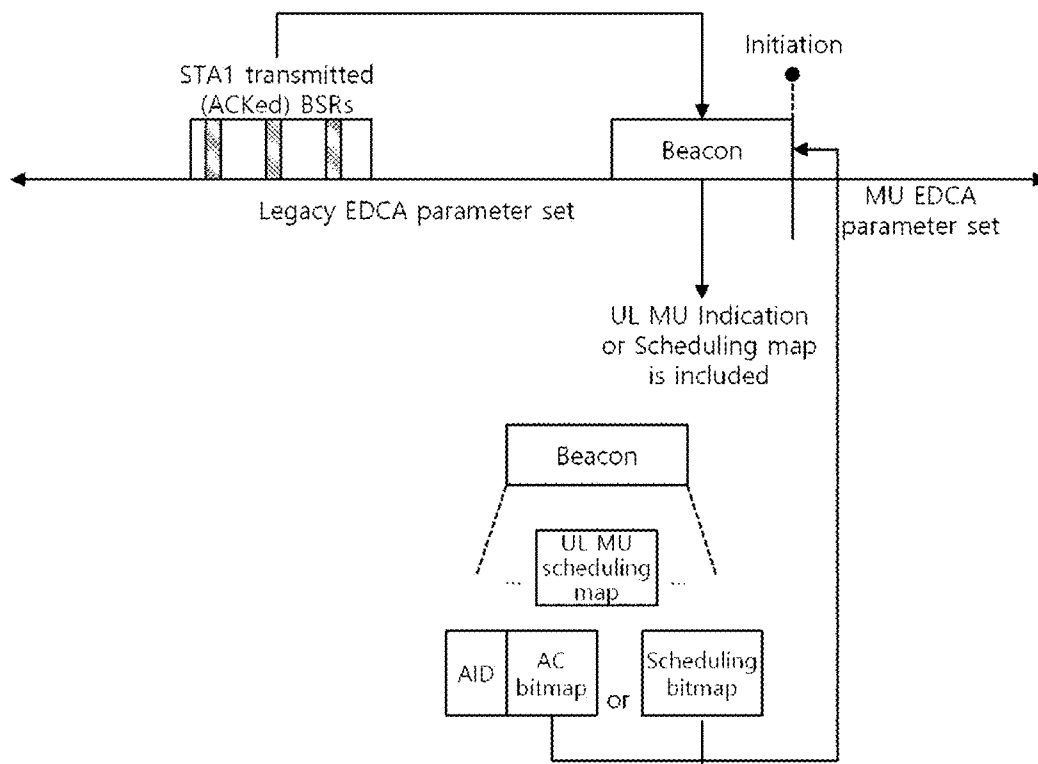 Initiation
STA1 transmitted
(ACKed) BSRs
Beacon
Legacy EDCA parameter set
MU EDCA
parameter set
UL MU Indication
or Scheduling map
is included
Beacon
UL MU
scheduling
map
...
...
AID
AC
bitmap
or
Scheduling
bitmap